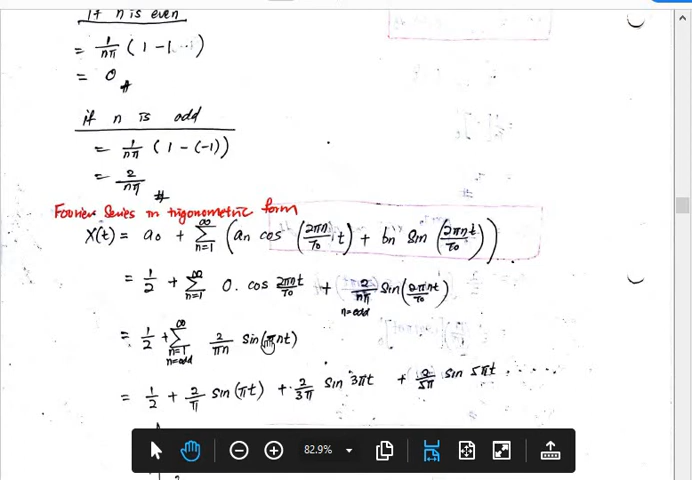 If n is even
= 1/nπ (1 - 1...)
= 0
if n is odd
= 1/nπ (1 - (-1))
= 2/nπ #
Fourier Series in trigonometric form
X(t) = a₀ + Σ_{n=1}^{∞} (an cos (2πn/T₀ t) + bn sin (2πnt/T₀))
= 1/2 + Σ_{n=1}^{∞} 0. cos 2πnt/T₀ + 2/nπ n=odd sin(2πnt/T₀)
= 1/2 + Σ_{n=1 n=odd}^{∞} 2/πn sin(πnt)
= 1/2 + 2/π sin(πt) + 2/3π sin 3πt + 2/5π sin 5πt . . . . .
82.9%